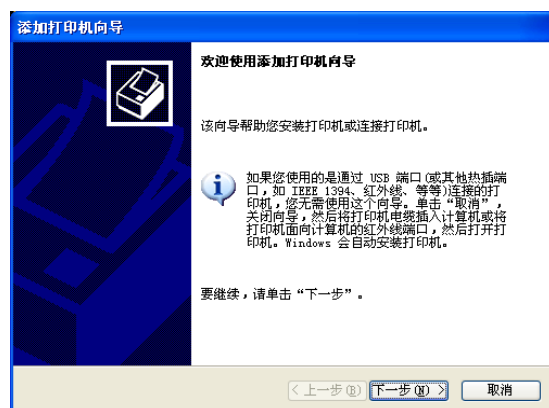 添加打印机向导
欢迎使用添加打印机向导
该向导帮助您安装打印机或连接打印机。
如果您使用的是通过 USB 端口(或其他热插端
口，如 IEEE 1394、红外线、等等)连接的打
印机，您无需使用这个向导。单击“取消”，
关闭向导，然后将打印机电缆插入计算机或将
打印机面向计算机的红外线端口，然后打开打
印机。Windows 会自动安装打印机。
要继续，请单击“下一步”。
< 上一步(B) 下一步(N) > 取消